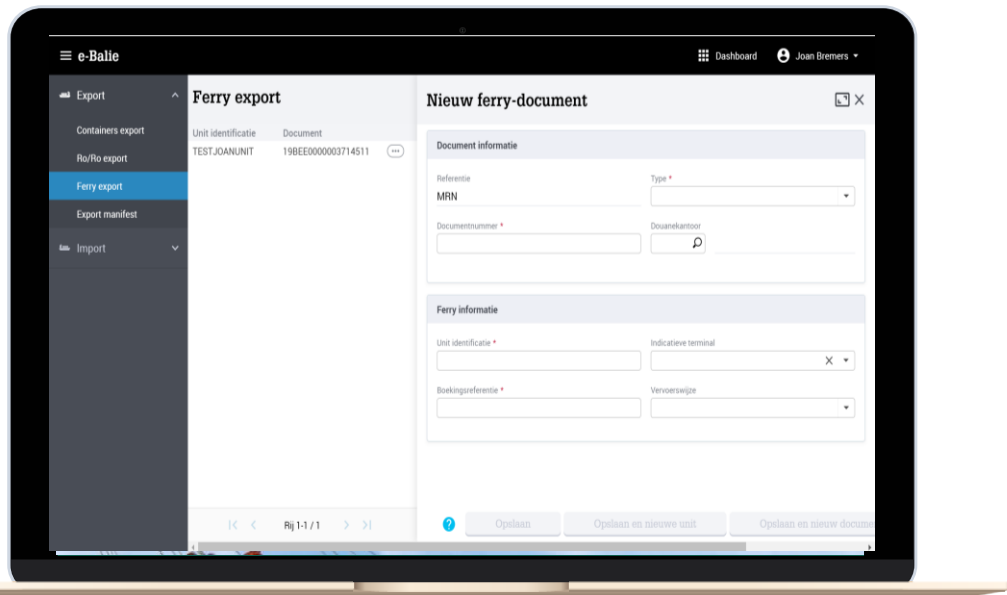 e-Balie
Dashboard
Joan Bremers
Export
Containers export
Ro/Ro export
Ferry export
Export manifest
Import
Ferry export
Unit identificatie Document
TESTJOANUNIT 19BEE0000003714511
Rij 1-1 / 1
Nieuw ferry-document
Document informatie
Referentie
MRN
Type *
Documentnummer *
Douanekantoor
Ferry informatie
Unit identificatie *
Indicatieve terminal
Boekingsreferentie *
Vervoerswijze
?
Opslaan
Opslaan en nieuwe unit
Opslaan en nieuw docume